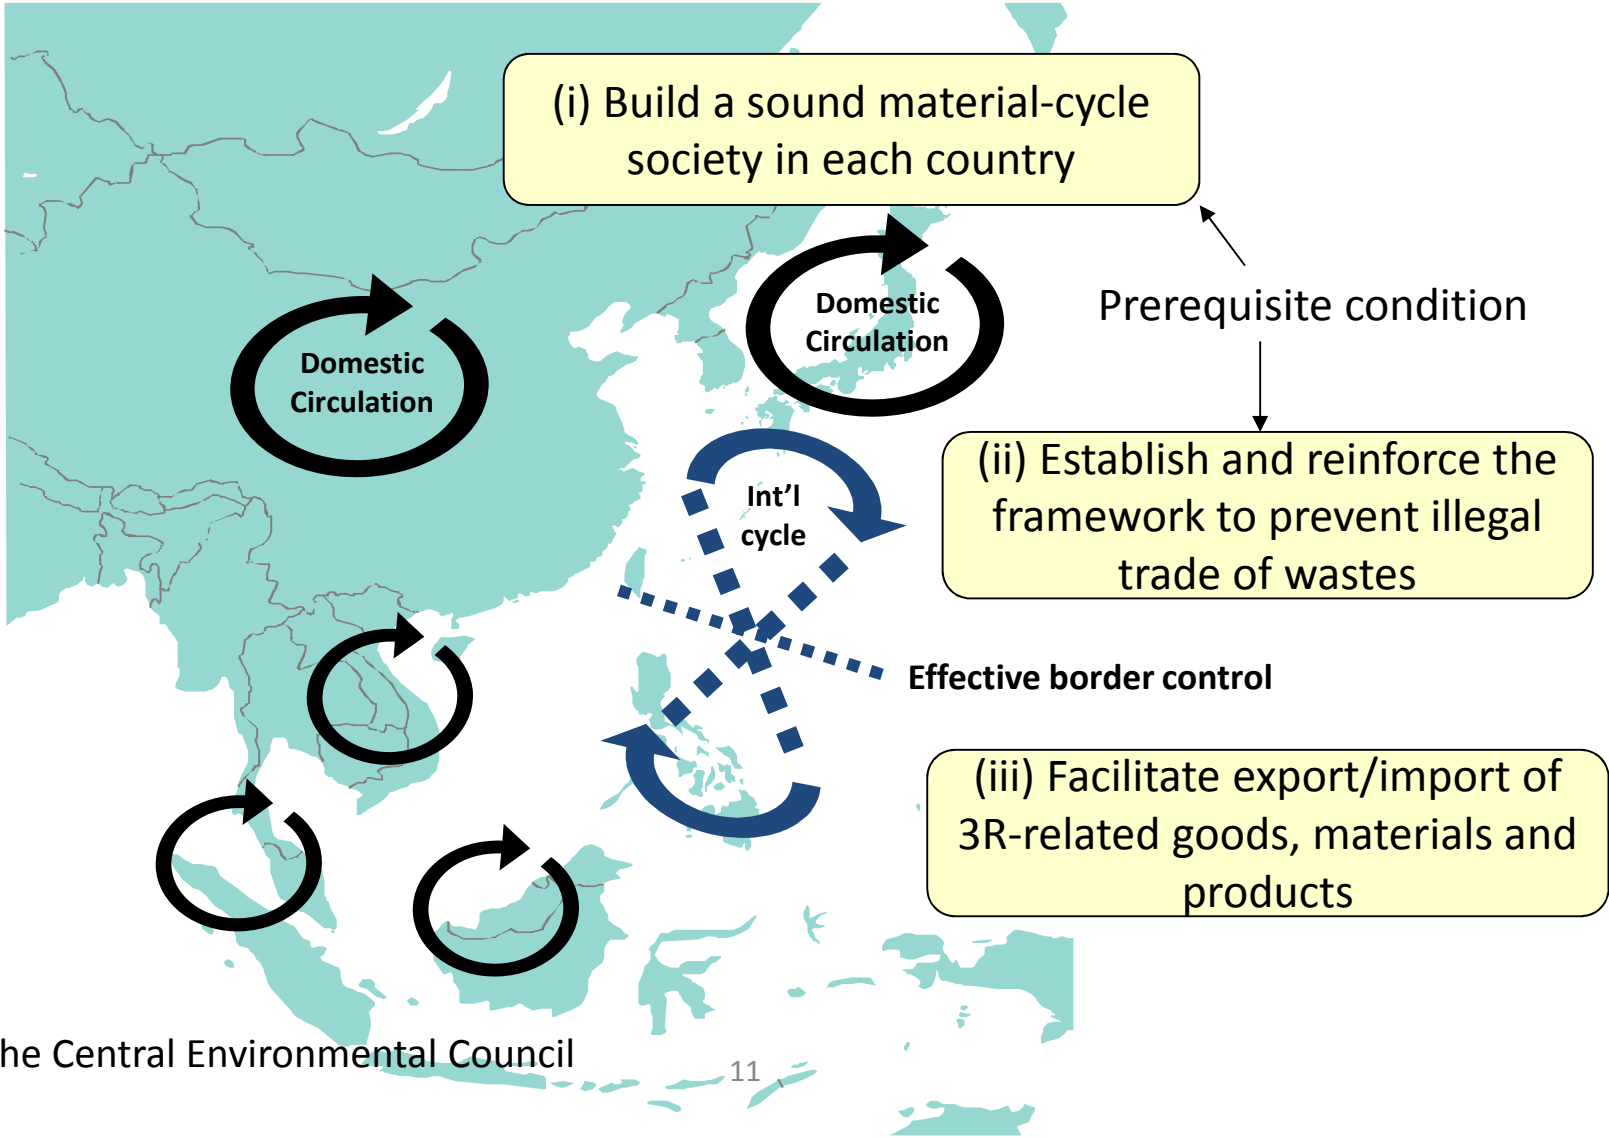 (i) Build a sound material-cycle
society in each country
Domestic
Circulation
Prerequisite condition
Domestic
Circulation
(ii) Establish and reinforce the
framework to prevent illegal
trade of wastes
Int'l
cycle
Effective border control
(iii) Facilitate export/import of
3R-related goods, materials and
products
he Central Environmental Council
11